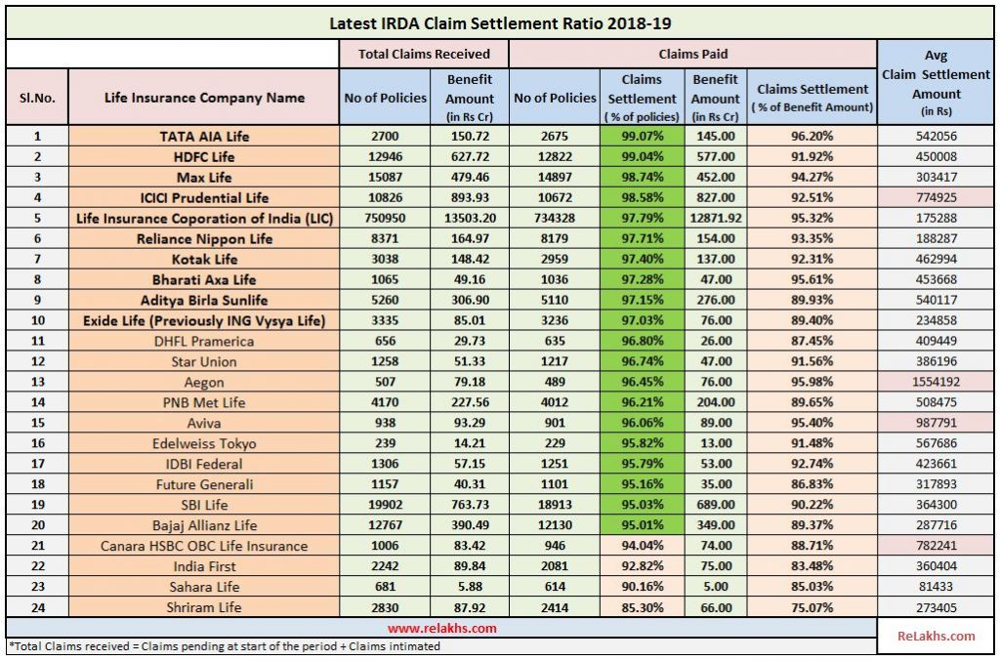 Latest IRDA Claim Settlement Ratio 2018-19
Total Claims Received Claims Paid Avg Claim Settlement Amount (in Rs)
Sl.No. Life Insurance Company Name No of Policies Benefit Amount (in Rs Cr) No of Policies Claims Settlement ( % of policies) Benefit Amount (in Rs Cr) Claims Settlement ( % of Benefit Amount)
1 TATA AIA Life 2700 150.72 2675 99.07% 145.00 96.20% 542056
2 HDFC Life 12946 627.72 12822 99.04% 577.00 91.92% 450008
3 Max Life 15087 479.46 14897 98.74% 452.00 94.27% 303417
4 ICICI Prudential Life 10826 893.93 10672 98.58% 827.00 92.51% 774925
5 Life Insurance Coporation of India (LIC) 750950 13503.20 734328 97.79% 12871.92 95.32% 175288
6 Reliance Nippon Life 8371 164.97 8179 97.71% 154.00 93.35% 188287
7 Kotak Life 3038 148.42 2959 97.40% 137.00 92.31% 462994
8 Bharati Axa Life 1065 49.16 1036 97.28% 47.00 95.61% 453668
9 Aditya Birla Sunlife 5260 306.90 5110 97.15% 276.00 89.93% 540117
10 Exide Life (Previously ING Vysya Life) 3335 85.01 3236 97.03% 76.00 89.40% 234858
11 DHFL Pramerica 656 29.73 635 96.80% 26.00 87.45% 409449
12 Star Union 1258 51.33 1217 96.74% 47.00 91.56% 386196
13 Aegon 507 79.18 489 96.45% 76.00 95.98% 1554192
14 PNB Met Life 4170 227.56 4012 96.21% 204.00 89.65% 508475
15 Aviva 938 93.29 901 96.06% 89.00 95.40% 987791
16 Edelweiss Tokyo 239 14.21 229 95.82% 13.00 91.48% 567686
17 IDBI Federal 1306 57.15 1251 95.79% 53.00 92.74% 423661
18 Future Generali 1157 40.31 1101 95.16% 35.00 86.83% 317893
19 SBI Life 19902 763.73 18913 95.03% 689.00 90.22% 364300
20 Bajaj Allianz Life 12767 390.49 12130 95.01% 349.00 89.37% 287716
21 Canara HSBC OBC Life Insurance 1006 83.42 946 94.04% 74.00 88.71% 782241
22 India First 2242 89.84 2081 92.82% 75.00 83.48% 360404
23 Sahara Life 681 5.88 614 90.16% 5.00 85.03% 81433
24 Shriram Life 2830 87.92 2414 85.30% 66.00 75.07% 273405
www.relakhs.com
ReLakhs.com
*Total Claims received = Claims pending at start of the period + Claims intimated